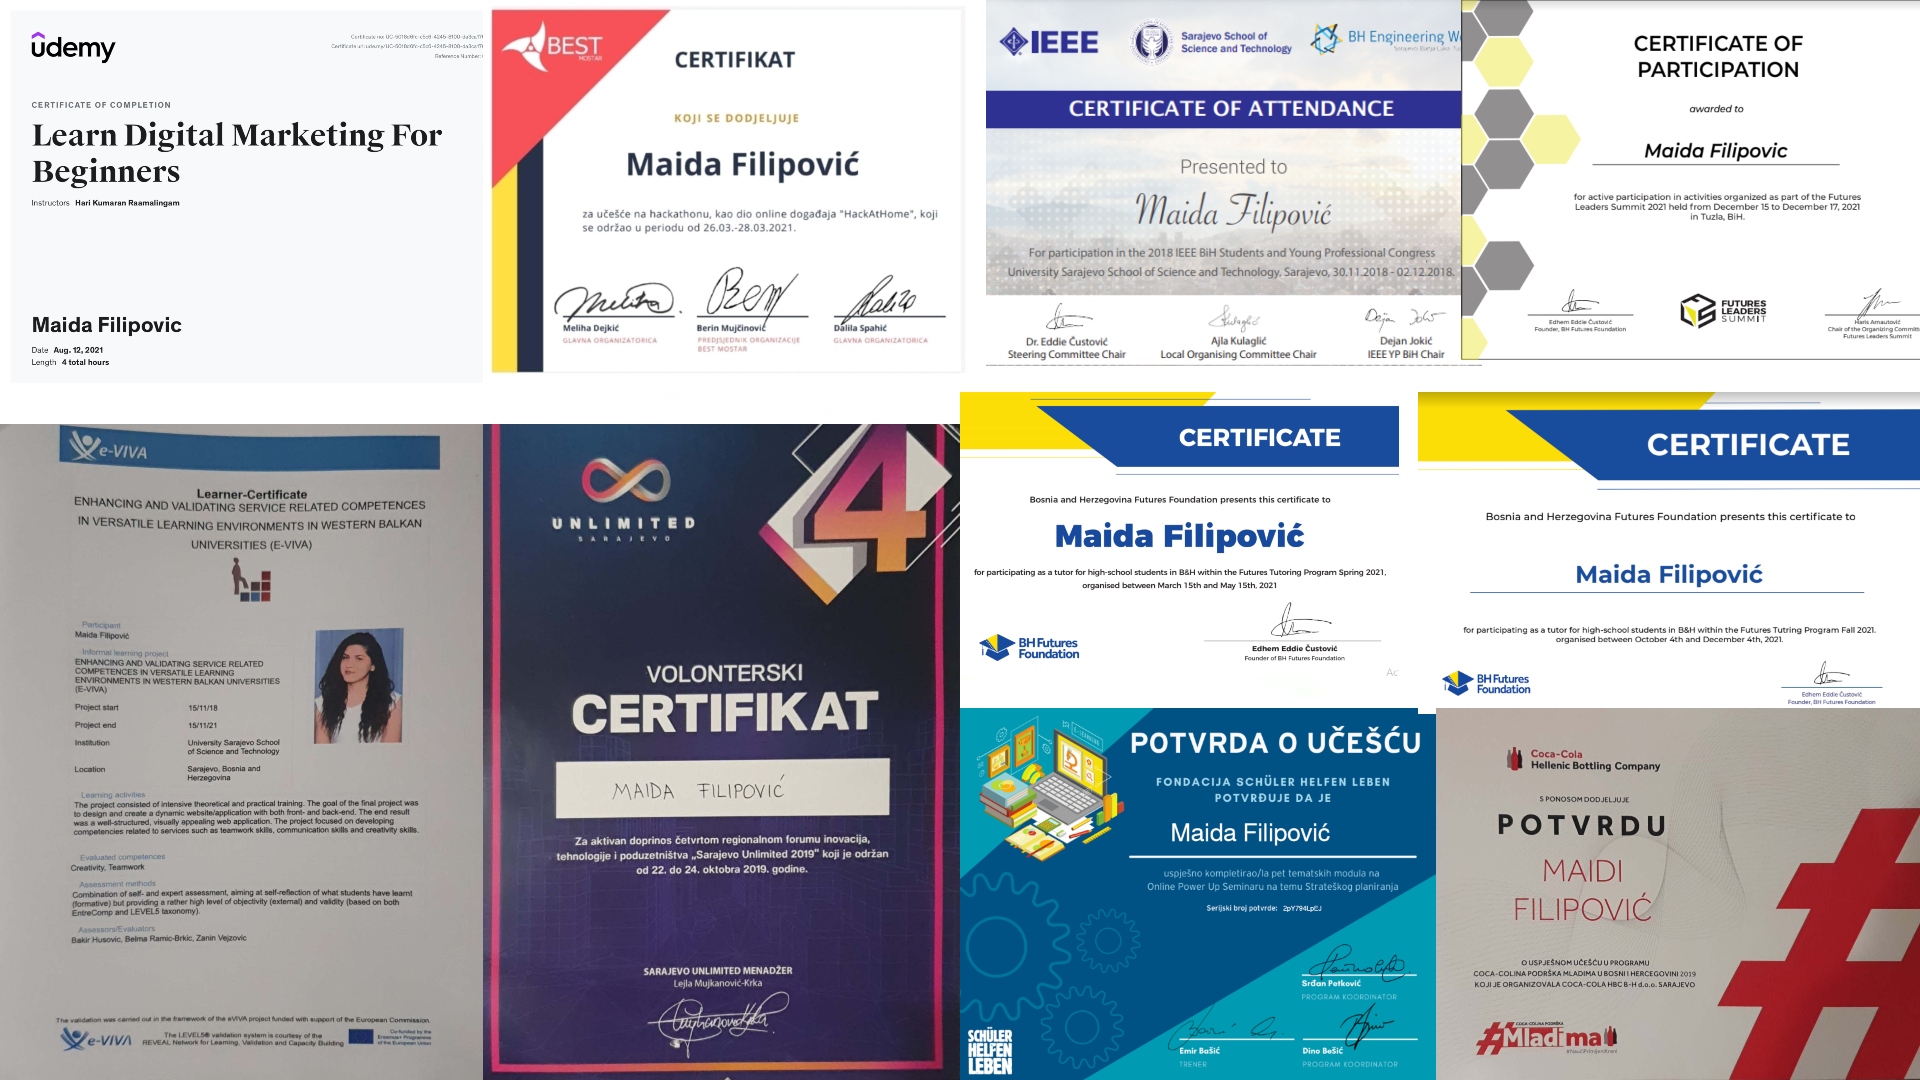 udemy
CERTIFICATE OF COMPLETION
Learn Digital Marketing For
Beginners
Instructors Hari Kumaran Raamalingam
Maida Filipovic
Date Aug. 12, 2021
Length 4 total hours
BEST
MOSTAR
CERTIFIKAT
KOJI SE DODJELJUJE
Maida Filipović
za učešće na hackathonu, kao dio online događaja "HackAtHome", koji
se održao u periodu od 26.03.-28.03.2021.
Meliha Dejkić
GLAVNA ORGANIZATORICA
Berin Mujčinović
PREDSJEDNIK ORGANIZACIJE
BEST MOSTAR
Dalila Spahić
GLAVNA ORGANIZATORICA
IEEE
Sarajevo School of
Science and Technology
BH Engineering
CERTIFICATE OF ATTENDANCE
Presented to
Maida Filipović
For participation in the 2018 IEEE BiH Students and Young Professional Congress
University Sarajevo School of Science and Technology, Sarajevo, 30.11.2018 - 02.12.2018.
Dr. Eddie Čustović
Steering Committee Chair
Ajla Kulaglić
Local Organising Committee Chair
Dejan Jokić
IEEE YP BiH Chair
CERTIFICATE OF
PARTICIPATION
awarded to
Maida Filipovic
for active participation in activities organized as part of the Futures
Leaders Summit 2021 held from December 15 to December 17, 2021
in Tuzla, BiH.
Edhem Eddie Čustović
Founder, BH Futures Foundation
FUTURES
LEADERS
SUMMIT
Haris Arnautović
Chair of the Organizing
Futures Leaders Summit
e-VIVA
Learner-Certificate
ENHANCING AND VALIDATING SERVICE RELATED COMPETENCES
IN VERSATILE LEARNING ENVIRONMENTS IN WESTERN BALKAN
UNIVERSITIES (E-VIVA)
Participant
Maida Filipović
Informal learning project
ENHANCING AND VALIDATING SERVICE RELATED
COMPETENCES IN VERSATILE LEARNING
ENVIRONMENTS IN WESTERN BALKAN UNIVERSITIES
(E-VIVA)
Project start 15/11/18
Project end 15/11/21
Institution University Sarajevo School
of Science and Technology
Location Sarajevo, Bosnia and
Herzegovina
Learning activities
The project consisted of intensive theoretical and practical training. The goal of the final project was
to design and create a dynamic website/application with both front- and back-end. The end result
was a well-structured, visually appealing web application. The project focused on developing
competencies related to services such as teamwork skills, communication skills and creativity skills.
Evaluated competences
Creativity, Teamwork
Assessment methods
Combination of self- and expert assessment, aiming at self-reflection of what students have learnt
(formative) but providing a rather high level of objectivity (external) and validity (based on both
EntreComp and LEVEL5 taxonomy).
Assessors/Evaluators
Bakir Husovic, Belma Ramic-Brkic, Zanin Vejzovic
The validation was carried out in the framework of the eVIVA project funded with support of the European Commission.
e-VIVA
The LEVEL5® validation system is courtesy of the
REVEAL Network for Learning, Validation and Capacity Building
Co-funded by the
Erasmus+ Programme
of the European Union
UNLIMITED
SARAJEVO
4
VOLONTERSKI
CERTIFIKAT
MAIDA FILIPOVIĆ
Za aktivan doprinos četvrtom regionalnom forumu inovacija,
tehnologije i poduzetništva „Sarajevo Unlimited 2019" koji je održan
od 22. do 24. oktobra 2019. godine.
SARAJEVO UNLIMITED MENADŽER
Lejla Mujkanović-Krka
CERTIFICATE
Bosnia and Herzegovina Futures Foundation presents this certificate to
Maida Filipović
for participating as a tutor for high-school students in B&H within the Futures Tutoring Program Spring 2021,
organised between March 15th and May 15th, 2021
BH Futures
Foundation
Edhem Eddie Čustović
Founder of BH Futures Foundation
Ac
CERTIFICATE
Bosnia and Herzegovina Futures Foundation presents this certificate to
Maida Filipović
for participating as a tutor for high-school students in B&H within the Futures Tutring Program Fall 2021.
organised between October 4th and December 4th, 2021.
BH Futures
Foundation
Edhem Eddie Čustović
Founder, BH Futures Foundation
POTVRDA O UČEŠĆU
FONDACIJA SCHÜLER HELFEN LEBEN
POTVRĐUJE DA JE
Maida Filipović
uspješno kompletirao/la pet tematskih modula na
Online Power Up Seminaru na temu Strateškog planiranja
Serijski broj potvrde: 2pY794LpEJ
Srđan Petković
PROGRAM KOORDINATOR
Emir Bašić
TRENER
Dino Bešić
PROGRAM KOORDINATOR
SCHÜLER
HELFEN
LEBEN
Coca-Cola
Hellenic Bottling Company
S PONOSOM DODJELJUJE
POTVRDU
MAIDI
FILIPOVIĆ
O USPJEŠNOM UČEŠĆU U PROGRAMU
COCA-COLINA PODRŠKA MLADIMA U BOSNI I HERCEGOVINI 2019
KOJI JE ORGANIZOVALA COCA-COLA HBC B-H d.o.o. SARAJEVO
#
COCA-COLINA PODRŠKA
#Mladima